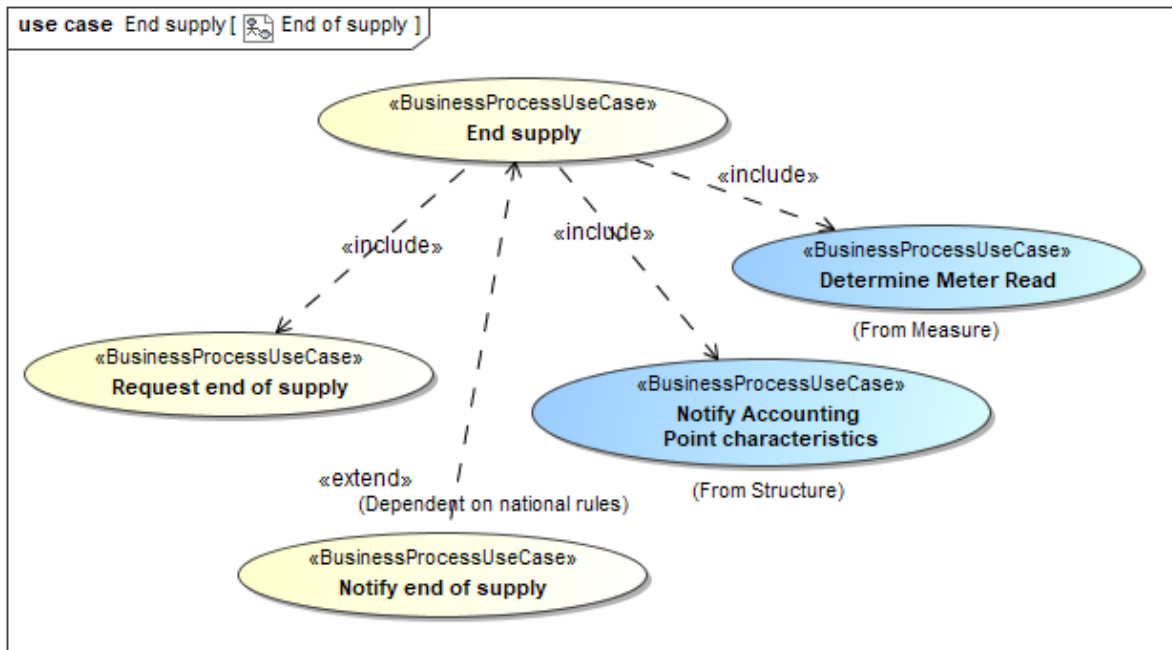 use case End supply [ End of supply ]
«BusinessProcessUseCase»
End supply
«include»
«include»
«include»
«BusinessProcessUseCase»
Determine Meter Read
(From Measure)
«BusinessProcessUseCase»
Request end of supply
«BusinessProcessUseCase»
Notify Accounting
Point characteristics
(From Structure)
«extend»
(Dependent on national rules)
«BusinessProcessUseCase»
Notify end of supply